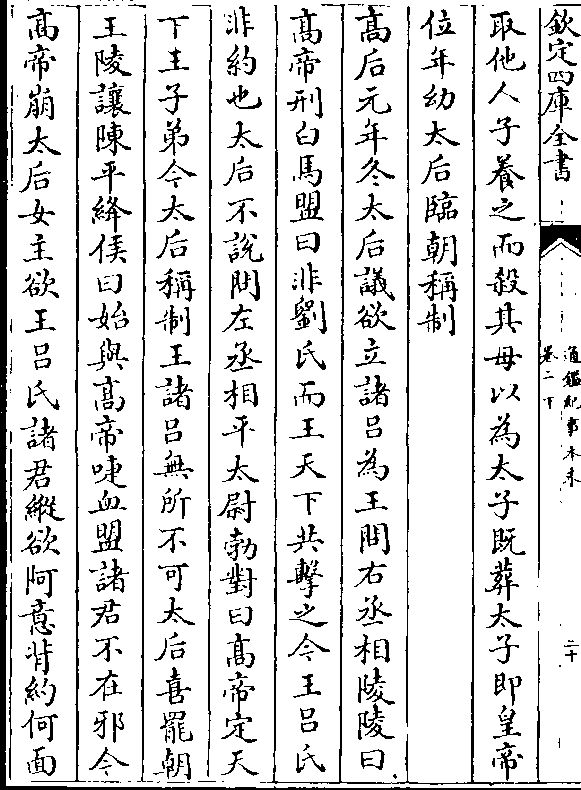 欽定四庫全書
通鑑紀事本末
卷二下
二十
取他人子養之而殺其母以為太子既葬太子即皇帝
位年幼太后臨朝稱制
高后元年冬太后議欲立諸呂為王問右丞相陵陵曰
高帝刑白馬盟曰非劉氏而王天下共擊之今王呂氏
非約也太后不說問左丞相平太尉勃對曰高帝定天
下王子弟今太后稱制王諸呂無所不可太后喜罷朝
王陵讓陳平絳侯曰始與高帝啑血盟諸君不在邪今
高帝崩太后女主欲王呂氏諸君縱欲阿意背約何面